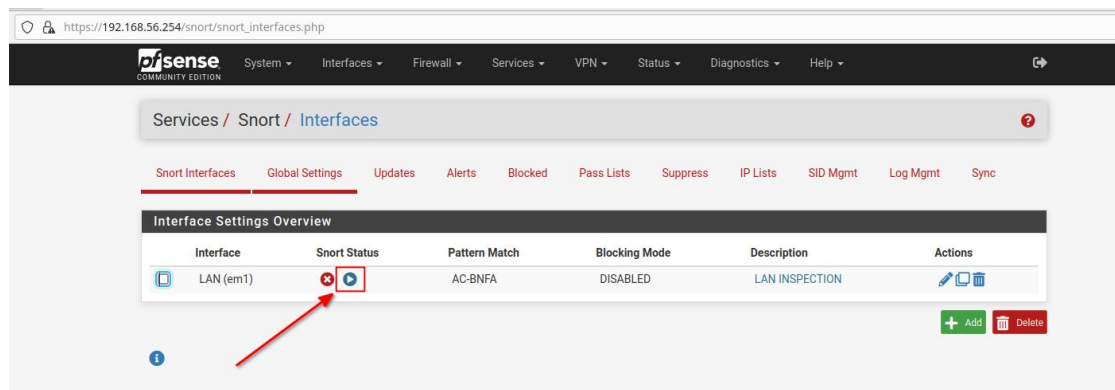 https://192.168.56.254/snort/snort_interfaces.php
pfsense System Interfaces Firewall Services VPN Status Diagnostics Help
COMMUNITY EDITION
Services / Snort / Interfaces
Snort Interfaces Global Settings Updates Alerts Blocked Pass Lists Suppress IP Lists SID Mgmt Log Mgmt Sync
Interface Settings Overview
Interface Snort Status Pattern Match Blocking Mode Description Actions
LAN (em1) AC-BNFA DISABLED LAN INSPECTION
Add Delete